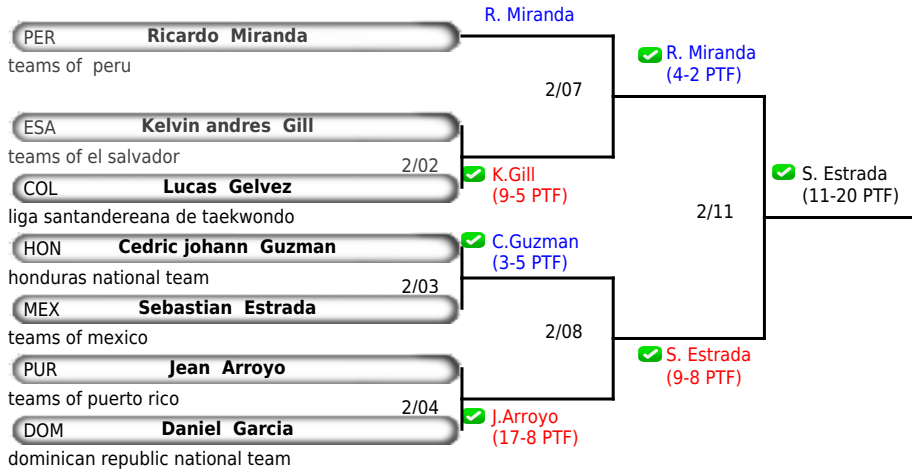 R. Miranda
PER Ricardo Miranda
teams of peru
R. Miranda
(4-2 PTF)
2/07
ESA Kelvin andres Gill
teams of el salvador
2/02
K.Gill
(9-5 PTF)
COL Lucas Gelvez
liga santandereana de taekwondo
S. Estrada
(11-20 PTF)
2/11
HON Cedric johann Guzman
honduras national team
C.Guzman
(3-5 PTF)
2/03
MEX Sebastian Estrada
teams of mexico
2/08
PUR Jean Arroyo
teams of puerto rico
S. Estrada
(9-8 PTF)
2/04
J.Arroyo
(17-8 PTF)
DOM Daniel Garcia
dominican republic national team